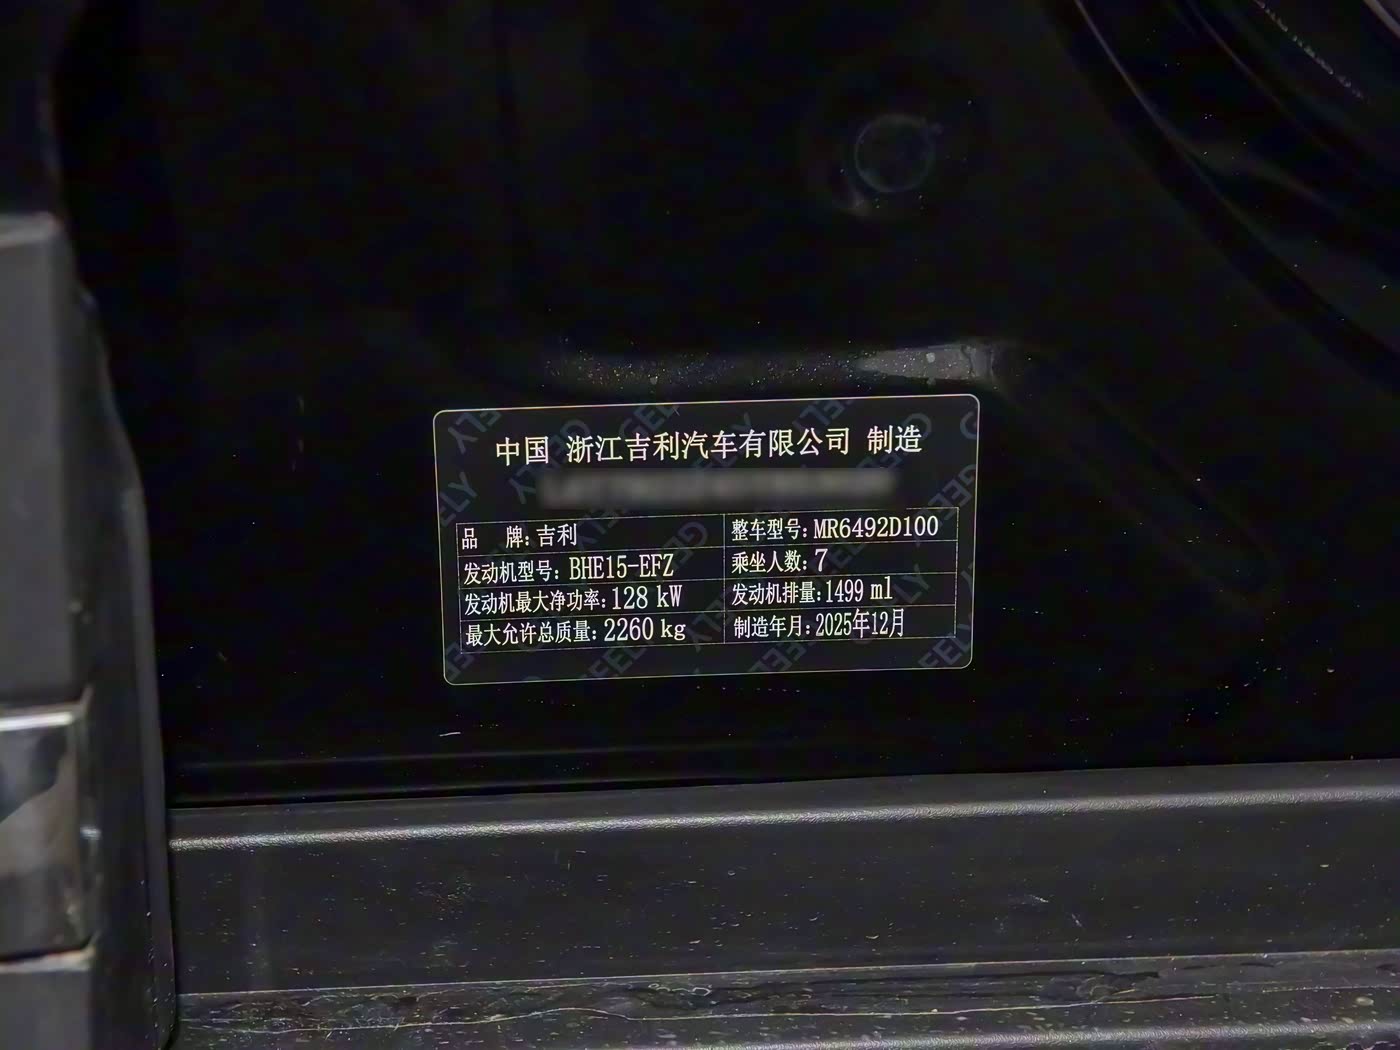 中国 浙江吉利汽车有限公司 制造
品 牌: 吉利 整车型号: MR6492D100
发动机型号: BHE15-EFZ 乘坐人数: 7
发动机最大净功率: 128 kW 发动机排量: 1499 ml
最大允许总质量: 2260 kg 制造年月: 2025年12月